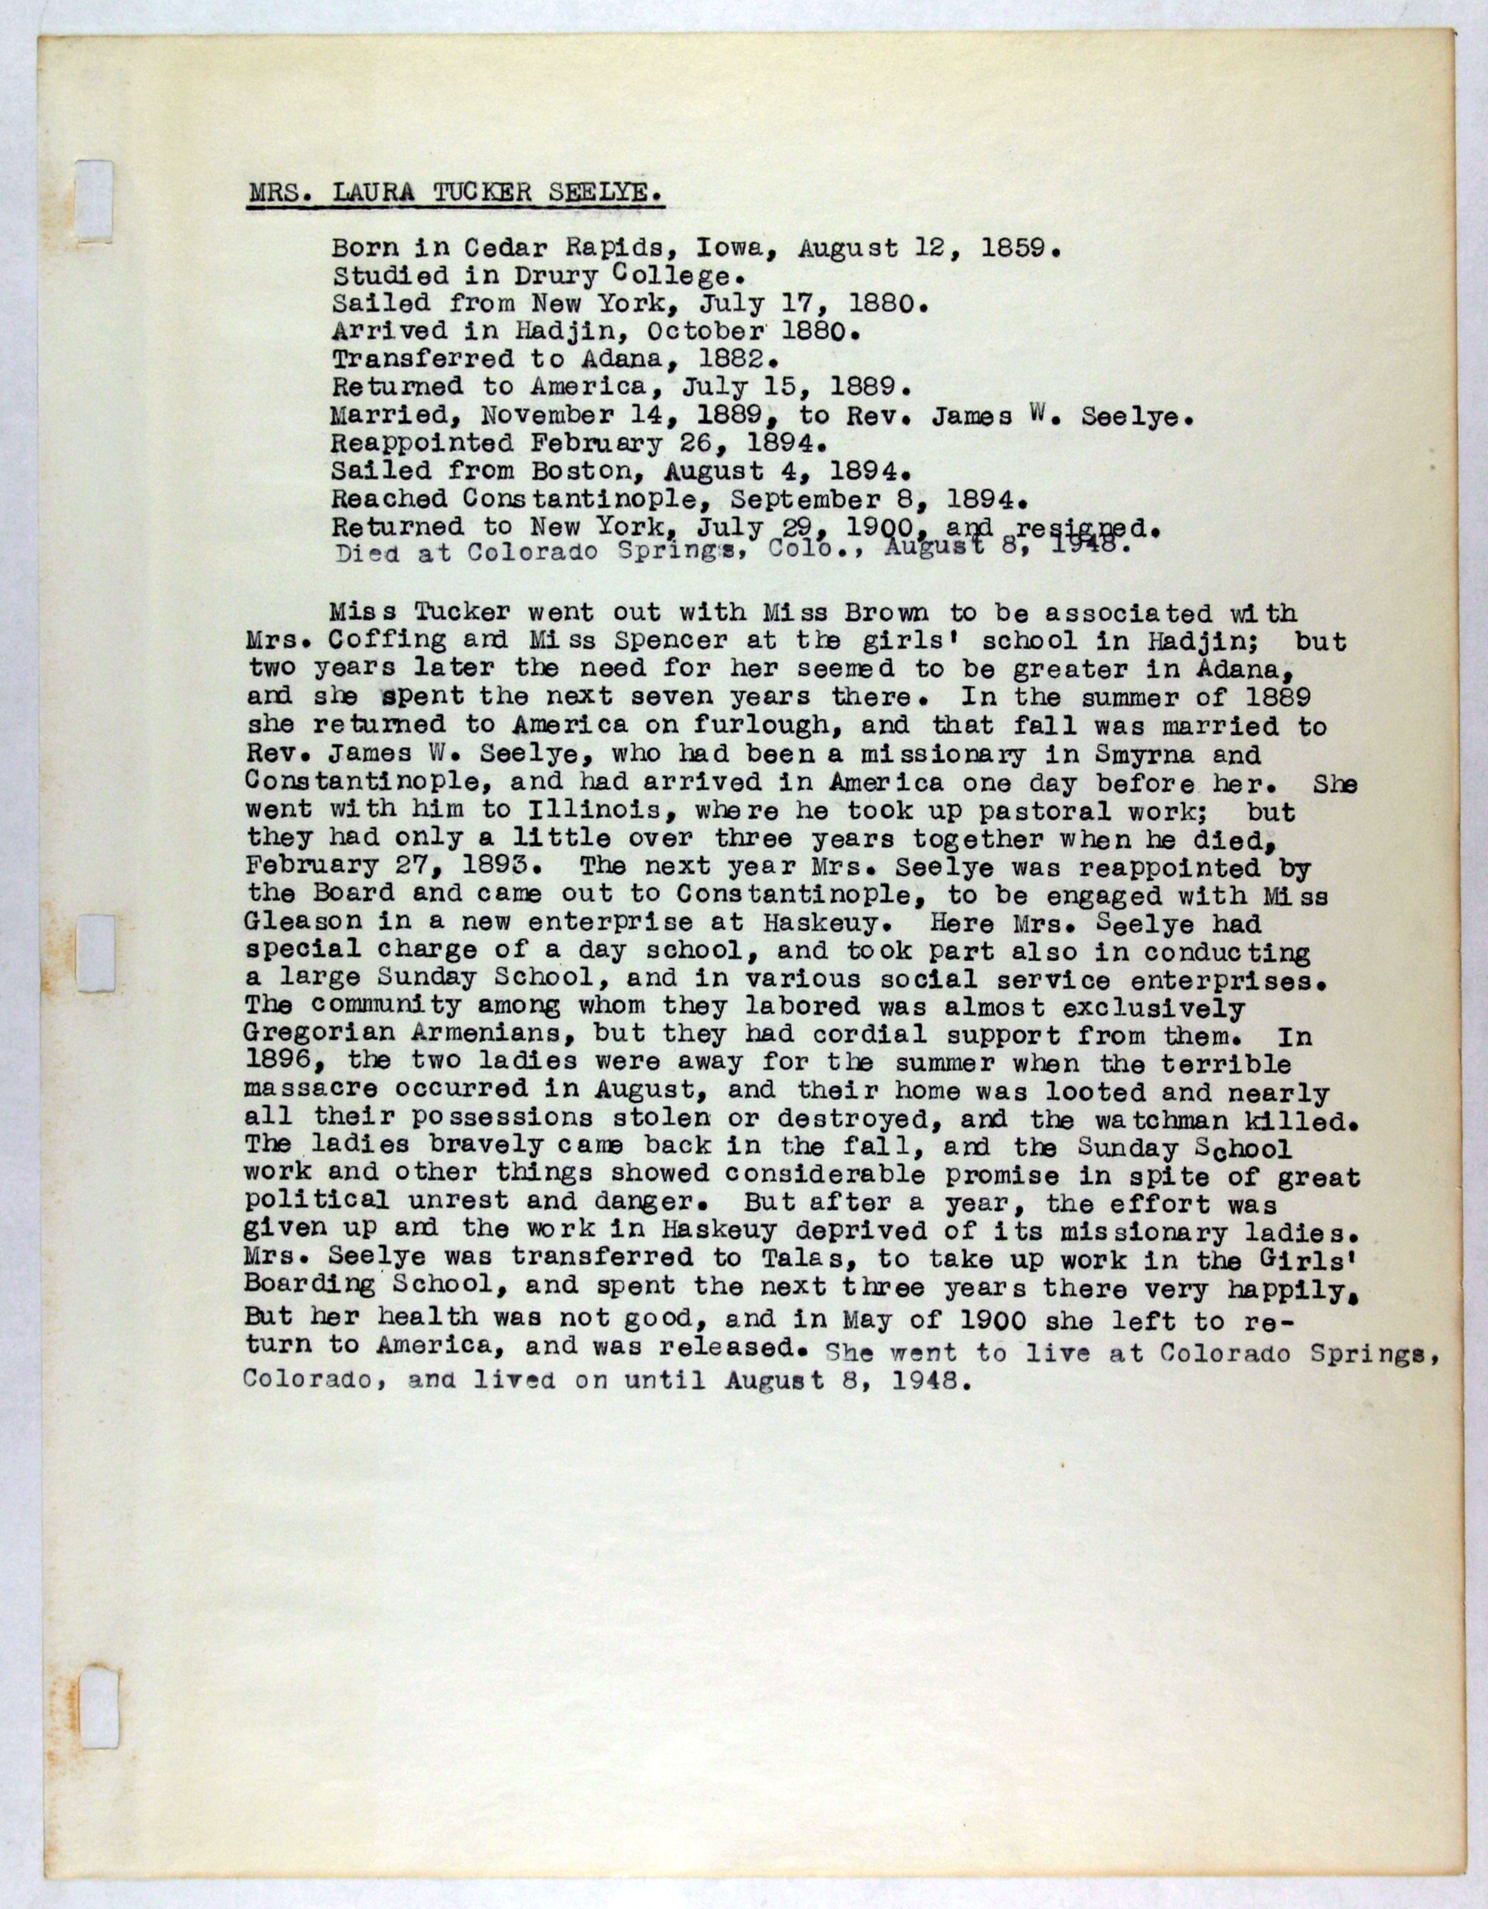 MRS. LAURA TUCKER SEELYE.
Born in Cedar Rapids, Iowa, August 12, 1859.
Studied in Drury College.
Sailed from New York, July 17, 1880.
Arrived in Hadjin, October 1880.
Transferred to Adana, 1882.
Returned to America, July 15, 1889.
Married, November 14, 1889, to Rev. James W. Seelye.
Reappointed February 26, 1894.
Sailed from Boston, August 4, 1894.
Reached Constantinople, September 8, 1894.
Returned to New York, July 29, 1900, and resigned.
Died at Colorado Springs, Colo., August 8, 1948.
Miss Tucker went out with Miss Brown to be associated with
Mrs. Coffing and Miss Spencer at the girls' school in Hadjin; but
two years later the need for her seemed to be greater in Adana,
and she spent the next seven years there. In the summer of 1889
she returned to America on furlough, and that fall was married to
Rev. James W. Seelye, who had been a missionary in Smyrna and
Constantinople, and had arrived in America one day before her. She
went with him to Illinois, where he took up pastoral work; but
they had only a little over three years together when he died,
February 27, 1893. The next year Mrs. Seelye was reappointed by
the Board and came out to Constantinople, to be engaged with Miss
Gleason in a new enterprise at Haskeuy. Here Mrs. Seelye had
special charge of a day school, and took part also in conducting
a large Sunday School, and in various social service enterprises.
The community among whom they labored was almost exclusively
Gregorian Armenians, but they had cordial support from them. In
1896, the two ladies were away for the summer when the terrible
massacre occurred in August, and their home was looted and nearly
all their possessions stolen or destroyed, and the watchman killed.
The ladies bravely came back in the fall, and the Sunday School
work and other things showed considerable promise in spite of great
political unrest and danger. But after a year, the effort was
given up and the work in Haskeuy deprived of its missionary ladies.
Mrs. Seelye was transferred to Talas, to take up work in the Girls'
Boarding School, and spent the next three years there very happily.
But her health was not good, and in May of 1900 she left to re-
turn to America, and was released. She went to live at Colorado Springs,
Colorado, and lived on until August 8, 1948.